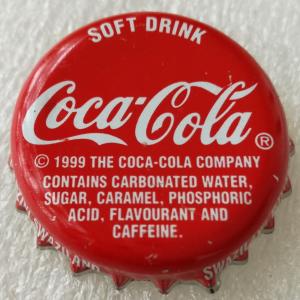 SOFT DRINK
Coca-Cola®
© 1999 THE COCA-COLA COMPANY
CONTAINS CARBONATED WATER,
SUGAR, CARAMEL, PHOSPHORIC
ACID, FLAVOURANT AND
CAFFEINE.